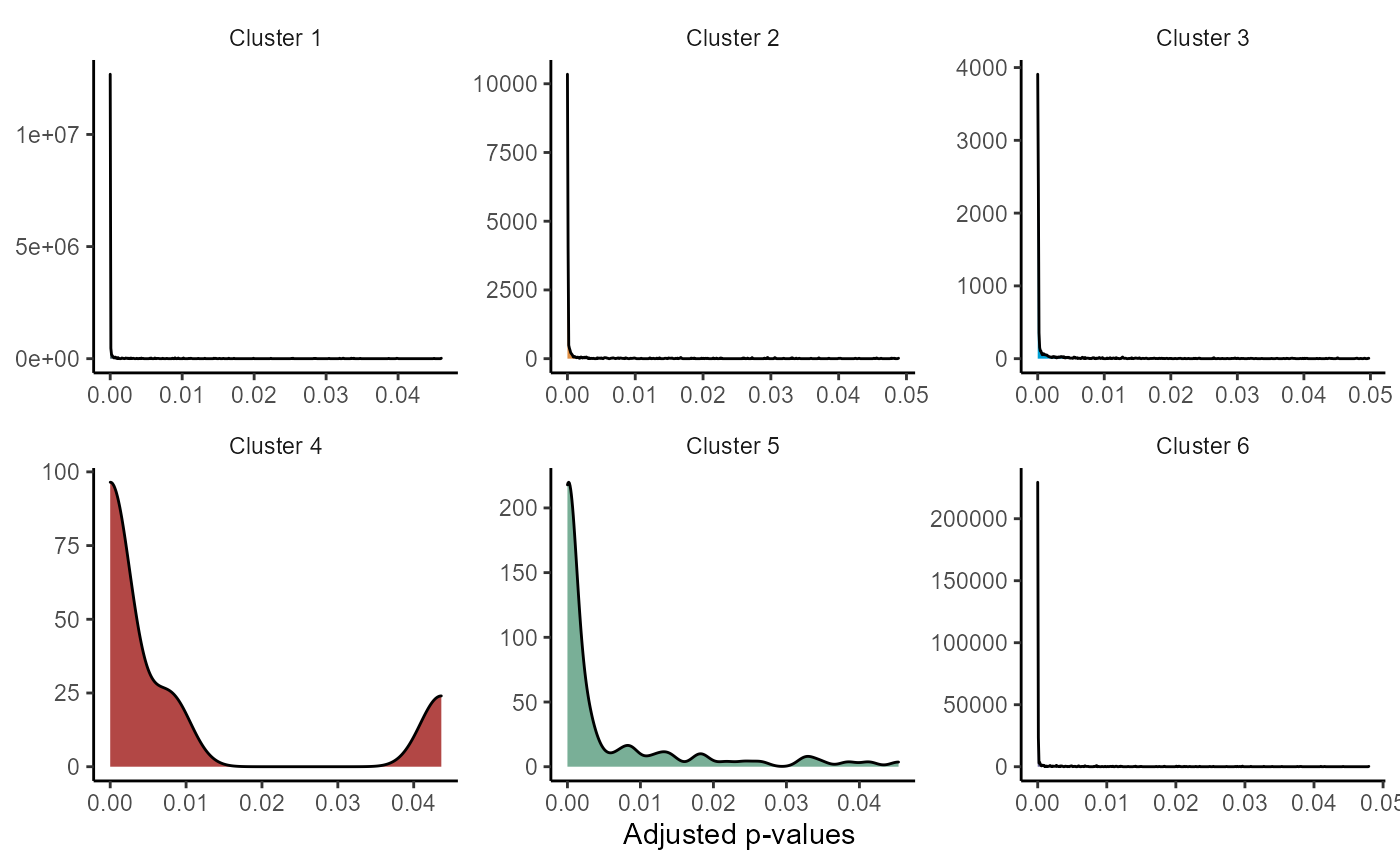 Cluster 1
Cluster 2
Cluster 3
1e+07
5e+06
0e+00
0.00 0.01 0.02 0.03 0.04
10000
7500
5000
2500
0
0.00 0.01 0.02 0.03 0.04 0.05
4000
3000
2000
1000
0
0.00 0.01 0.02 0.03 0.04 0.05
Cluster 4
Cluster 5
Cluster 6
100
75
50
25
0
0.00 0.01 0.02 0.03 0.04
200
150
100
50
0
0.00 0.01 0.02 0.03 0.04
200000
150000
100000
50000
0
0.00 0.01 0.02 0.03 0.04 0.05
Adjusted p-values